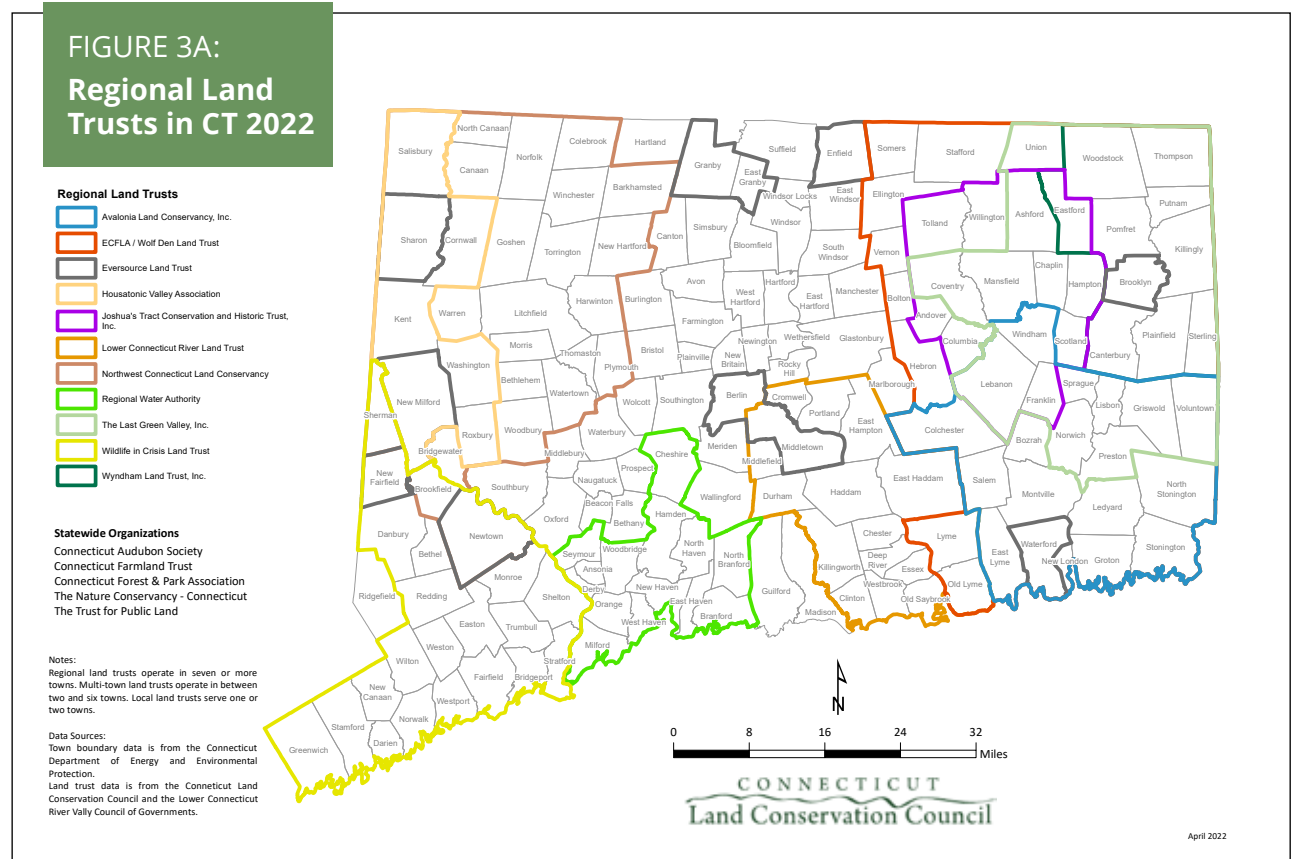 FIGURE 3A:
Regional Land
Trusts in CT 2022
Regional Land Trusts
Avalonia Land Conservancy, Inc.
ECFLA / Wolf Den Land Trust
Eversource Land Trust
Housatonic Valley Association
Joshua's Tract Conservation and Historic Trust,
Inc.
Lower Connecticut River Land Trust
Northwest Connecticut Land Conservancy
Regional Water Authority
The Last Green Valley, Inc.
Wildlife in Crisis Land Trust
Wyndham Land Trust, Inc.
Statewide Organizations
Connecticut Audubon Society
Connecticut Farmland Trust
Connecticut Forest & Park Association
The Nature Conservancy - Connecticut
The Trust for Public Land
Notes:
Regional land trusts operate in seven or more
towns. Multi-town land trusts operate in between
two and six towns. Local land trusts serve one or
two towns.
Data Sources:
Town boundary data is from the Connecticut
Department of Energy and Environmental
Protection.
Land trust data is from the Conneticut Land
Conservation Council and the Lower Connecticut
River Vally Council of Governments.
Salisbury
North Canaan
Canaan
Norfolk
Colebrook
Hartland
Granby
East
Granby
Suffield
Enfield
Somers
Stafford
Union
Woodstock
Thompson
Winchester
Barkhamsted
Windsor Locks
East
Windsor
Ellington
Tolland
Willington
Ashford
Eastford
Pomfret
Putnam
Killingly
Sharon
Cornwall
Goshen
Torrington
New Hartford
Canton
Simsbury
Bloomfield
Windsor
South
Windsor
Vernon
Coventry
Mansfield
Chaplin
Hampton
Brooklyn
Kent
Warren
Litchfield
Harwinton
Burlington
Avon
West
Hartford
Hartford
East
Hartford
Manchester
Bolton
Andover
Columbia
Windham
Scotland
Canterbury
Plainfield
Sterling
Morris
Thomaston
Plymouth
Bristol
Farmington
Plainville
New
Britain
Newington
Wethersfield
Rocky
Hill
Glastonbury
Hebron
Marlborough
Lebanon
Franklin
Sprague
Lisbon
Griswold
Voluntown
Washington
Bethlehem
Watertown
Wolcott
Southington
Berlin
Cromwell
Portland
East
Hampton
Colchester
Bozrah
Norwich
Preston
Sherman
New Milford
Roxbury
Woodbury
Waterbury
Middlebury
Cheshire
Meriden
Middletown
Middlefield
Bridgewater
New
Fairfield
Brookfield
Southbury
Naugatuck
Prospect
Wallingford
Durham
Haddam
East Haddam
Salem
Montville
Ledyard
North
Stonington
Danbury
Bethel
Newtown
Oxford
Beacon Falls
Bethany
Hamden
Seymour
Woodbridge
North
Haven
North
Branford
Chester
Deep
River
Essex
Lyme
East
Lyme
Waterford
New London
Groton
Stonington
Ridgefield
Redding
Monroe
Shelton
Ansonia
Derby
Orange
New Haven
East Haven
West Haven
Branford
Guilford
Killingworth
Madison
Clinton
Westbrook
Old Saybrook
Old Lyme
Easton
Trumbull
Milford
Stratford
Bridgeport
Wilton
Weston
Fairfield
New
Canaan
Westport
Norwalk
Stamford
Darien
Greenwich
N
0 8 16 24 32
Miles
CONNECTICUT
Land Conservation Council
April 2022